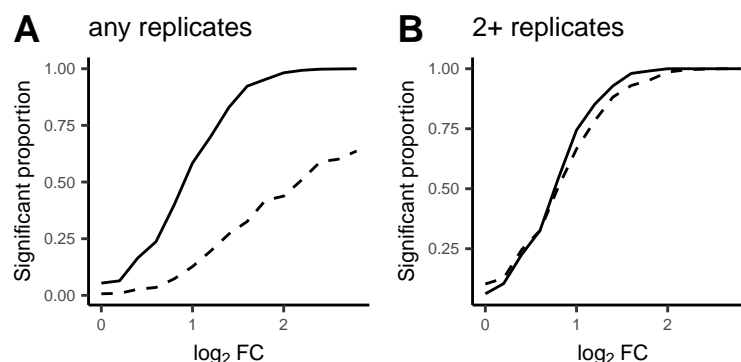 A any replicates
Significant proportion
1.00
0.75
0.50
0.25
0.00
0 1 2
log₂ FC
B 2+ replicates
Significant proportion
1.00
0.75
0.50
0.25
0 1 2
log₂ FC